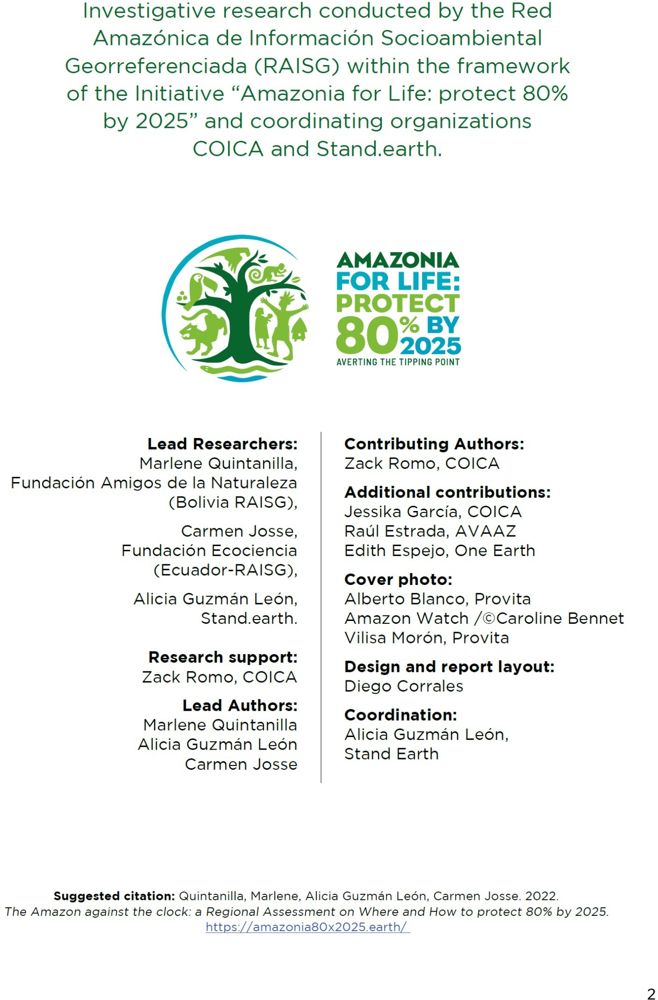 Investigative research conducted by the Red
Amazónica de Información Socioambiental
Georreferenciada (RAISG) within the framework
of the Initiative “Amazonia for Life: protect 80%
by 2025” and coordinating organizations
COICA and Stand.earth.
AMAZONIA
FOR LIFE:
PROTECT
80% BY
2025
AVERTING THE TIPPING POINT
Lead Researchers:
Marlene Quintanilla,
Fundación Amigos de la Naturaleza
(Bolivia RAISG),
Carmen Josse,
Fundación Ecociencia
(Ecuador-RAISG),
Alicia Guzmán León,
Stand.earth.
Research support:
Zack Romo, COICA
Lead Authors:
Marlene Quintanilla
Alicia Guzmán León
Carmen Josse
Contributing Authors:
Zack Romo, COICA
Additional contributions:
Jessika García, COICA
Raúl Estrada, AVAAZ
Edith Espejo, One Earth
Cover photo:
Alberto Blanco, Provita
Amazon Watch /©Caroline Bennet
Vilisa Morón, Provita
Design and report layout:
Diego Corrales
Coordination:
Alicia Guzmán León,
Stand Earth
Suggested citation: Quintanilla, Marlene, Alicia Guzmán León, Carmen Josse. 2022.
The Amazon against the clock: a Regional Assessment on Where and How to protect 80% by 2025.
https://amazonia80x2025.earth/
2